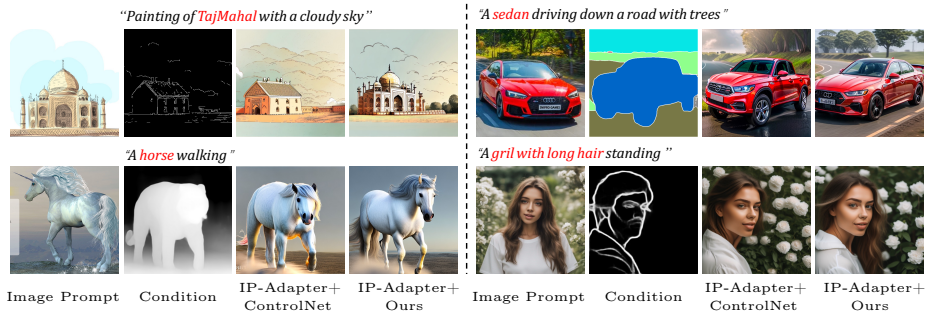 “Painting of TajMahal with a cloudy sky”
“A sedan driving down a road with trees ”
“A horse walking ”
“A gril with long hair standing ”
Image Prompt
Condition
IP-Adapter+
ControlNet
IP-Adapter+
Ours
Image Prompt
Condition
IP-Adapter+
ControlNet
IP-Adapter+
Ours